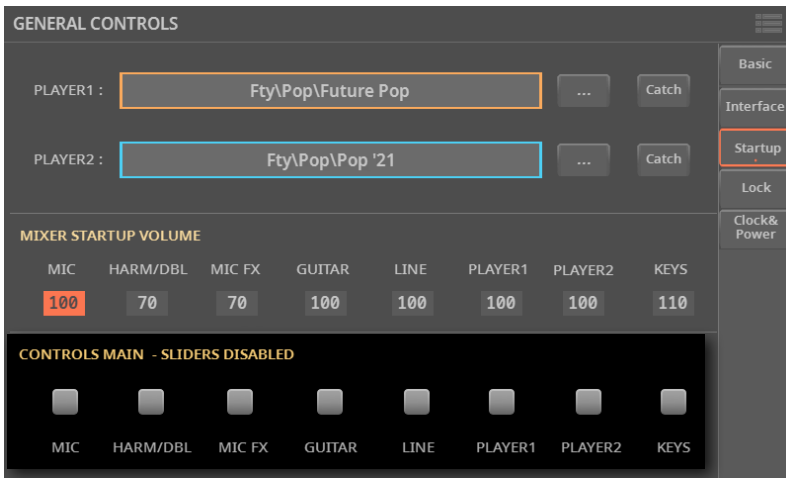 GENERAL CONTROLS
PLAYER1 : Fty\Pop\Future Pop ... Catch
PLAYER2 : Fty\Pop\Pop '21 ... Catch
MIXER STARTUP VOLUME
MIC HARM/DBL MIC FX GUITAR LINE PLAYER1 PLAYER2 KEYS
100 70 70 100 100 100 100 110
CONTROLS MAIN - SLIDERS DISABLED
MIC HARM/DBL MIC FX GUITAR LINE PLAYER1 PLAYER2 KEYS
Basic
Interface
Startup
Lock
Clock&
Power